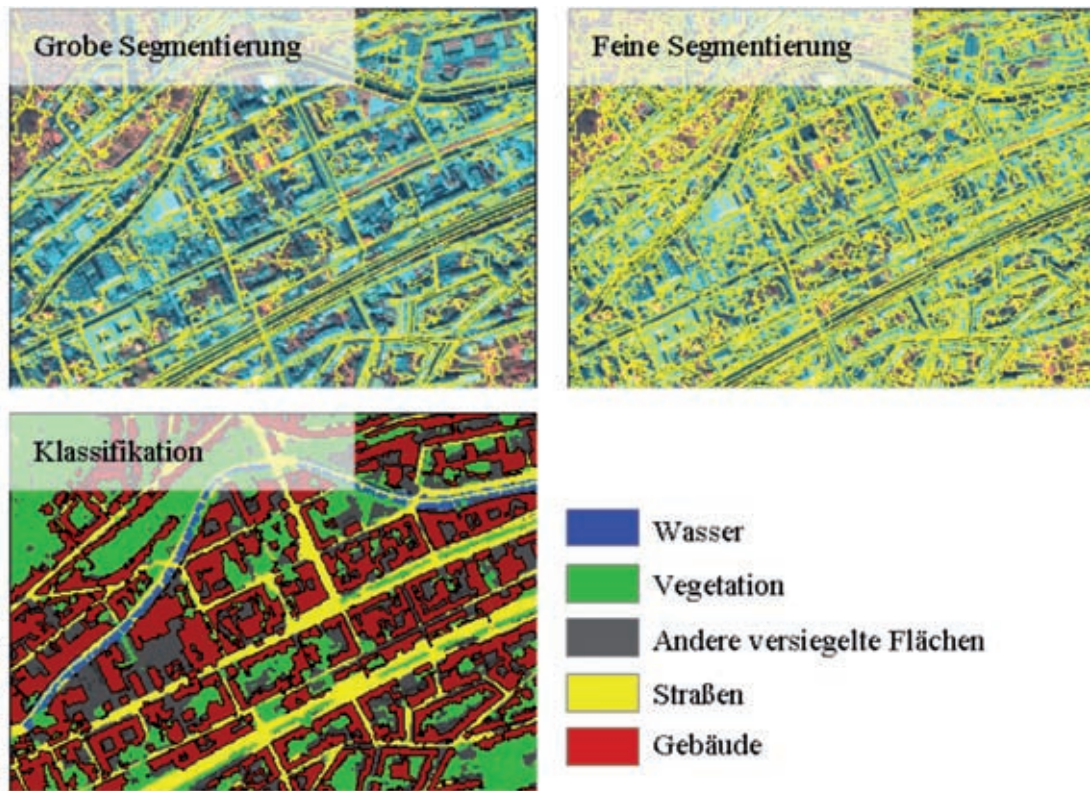 Grobe Segmentierung
Feine Segmentierung
Klassifikation
Wasser
Vegetation
Andere versiegelte Flächen
Straßen
Gebäude